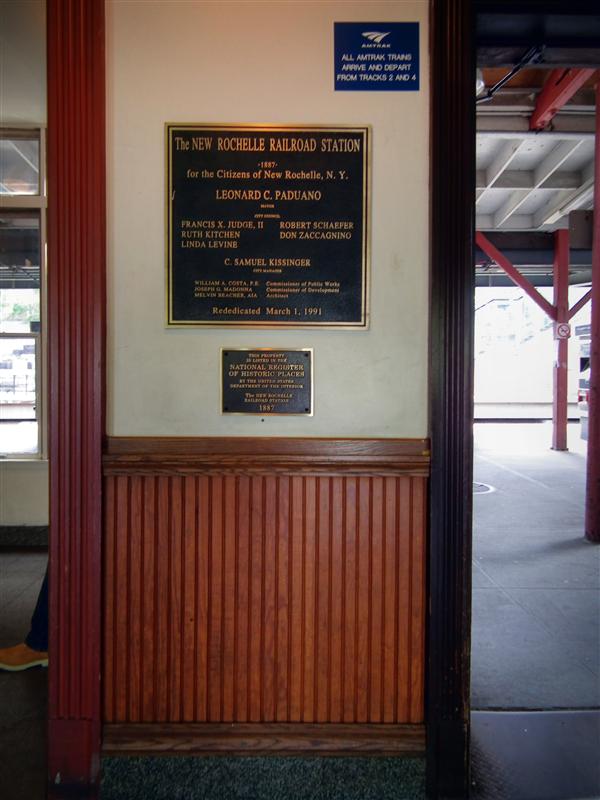 AMTRAK
ALL AMTRAK TRAINS
ARRIVE AND DEPART
FROM TRACKS 2 AND 4
The NEW ROCHELLE RAILROAD STATION
·1887·
for the Citizens of New Rochelle, N. Y.
LEONARD C. PADUANO
MAYOR
CITY COUNCIL
FRANCIS X. JUDGE, II ROBERT SCHAEFER
RUTH KITCHEN DON ZACCAGNINO
LINDA LEVINE
C. SAMUEL KISSINGER
CITY MANAGER
WILLIAM A. COSTA, P.E. Commissioner of Public Works
JOSEPH G. MADONNA Commissioner of Development
MELVIN BEACHER, AIA Architect
Rededicated March 1, 1991
THIS PROPERTY
IS LISTED IN THE
NATIONAL REGISTER
OF HISTORIC PLACES
BY THE UNITED STATES
DEPARTMENT OF THE INTERIOR
The NEW ROCHELLE
RAILROAD STATION
1887